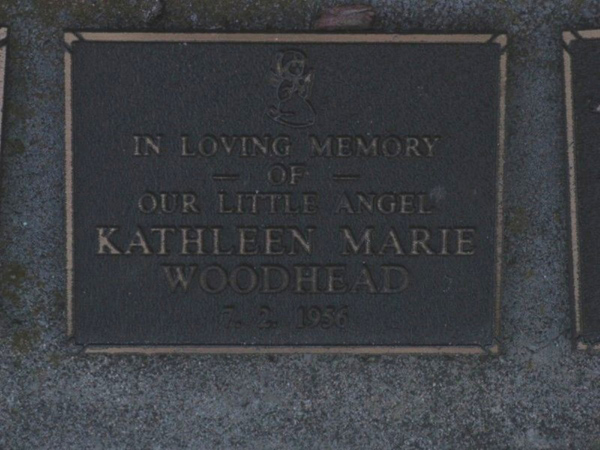 IN LOVING MEMORY
— OF —
OUR LITTLE ANGEL
KATHLEEN MARIE
WOODHEAD
7. 2. 1956